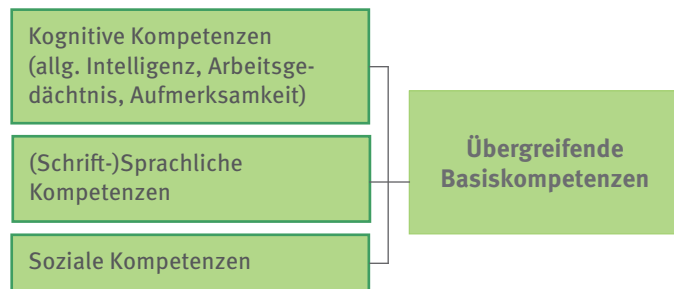 Kognitive Kompetenzen
(allg. Intelligenz, Arbeitsge-
dächtnis, Aufmerksamkeit)
(Schrift-)Sprachliche
Kompetenzen
Soziale Kompetenzen
Übergreifende
Basiskompetenzen